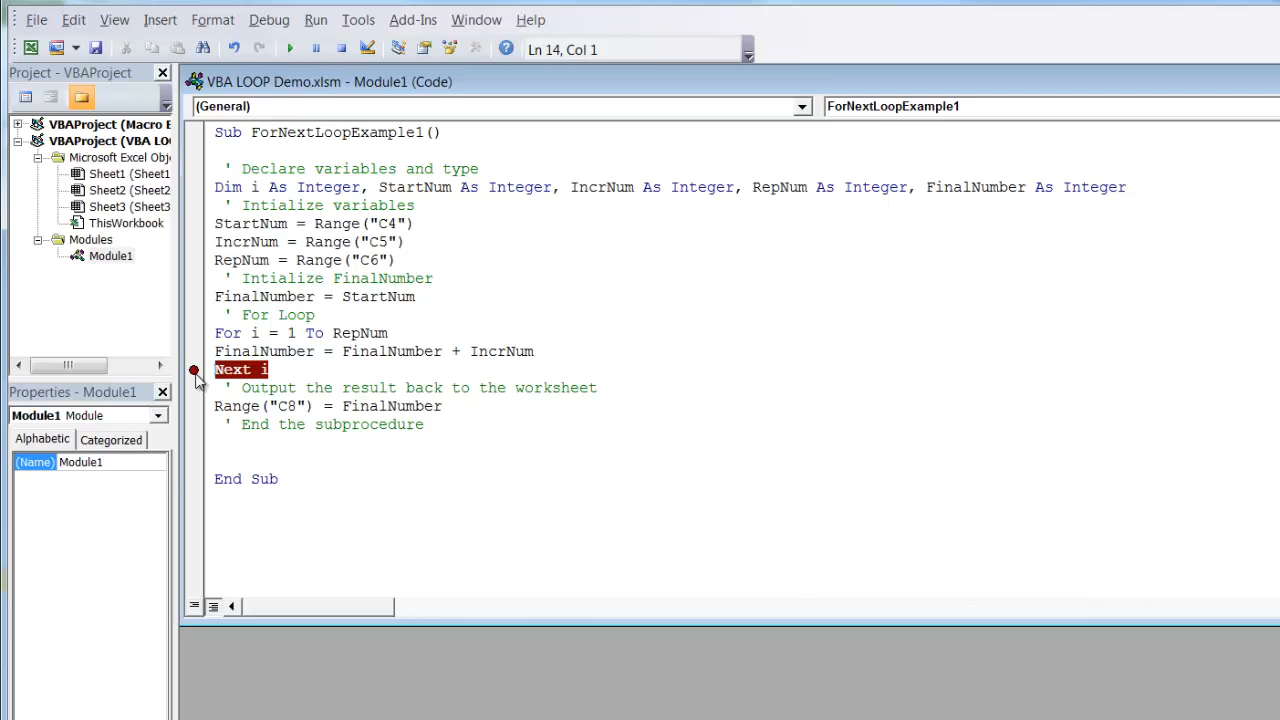 File Edit View Insert Format Debug Run Tools Add-Ins Window Help
Ln 14, Col 1
Project - VBAProject
VBAProject (Macro E
VBAProject (VBA LO
Microsoft Excel Obj
Sheet1 (Sheet1
Sheet2 (Sheet2
Sheet3 (Sheet3
ThisWorkbook
Modules
Module1
Properties - Module1
Module1 Module
Alphabetic Categorized
(Name) Module1
VBA LOOP Demo.xlsm - Module1 (Code)
(General) ForNextLoopExample1
Sub ForNextLoopExample1()
' Declare variables and type
Dim i As Integer, StartNum As Integer, IncrNum As Integer, RepNum As Integer, FinalNumber As Integer
' Intialize variables
StartNum = Range("C4")
IncrNum = Range("C5")
RepNum = Range("C6")
' Intialize FinalNumber
FinalNumber = StartNum
' For Loop
For i = 1 To RepNum
FinalNumber = FinalNumber + IncrNum
Next i
' Output the result back to the worksheet
Range("C8") = FinalNumber
' End the subprocedure
End Sub